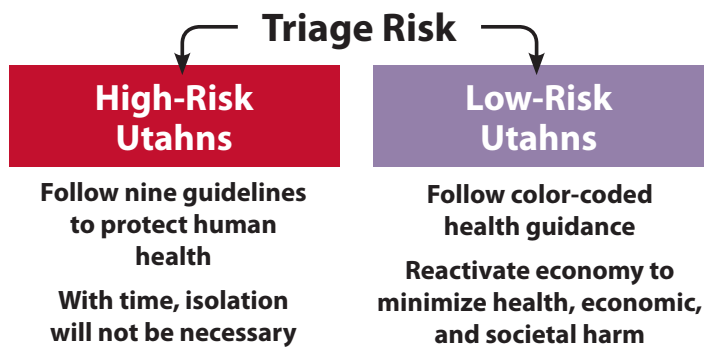 Triage Risk
High-Risk
Utahns
Follow nine guidelines
to protect human
health
With time, isolation
will not be necessary
Low-Risk
Utahns
Follow color-coded
health guidance
Reactivate economy to
minimize health, economic,
and societal harm